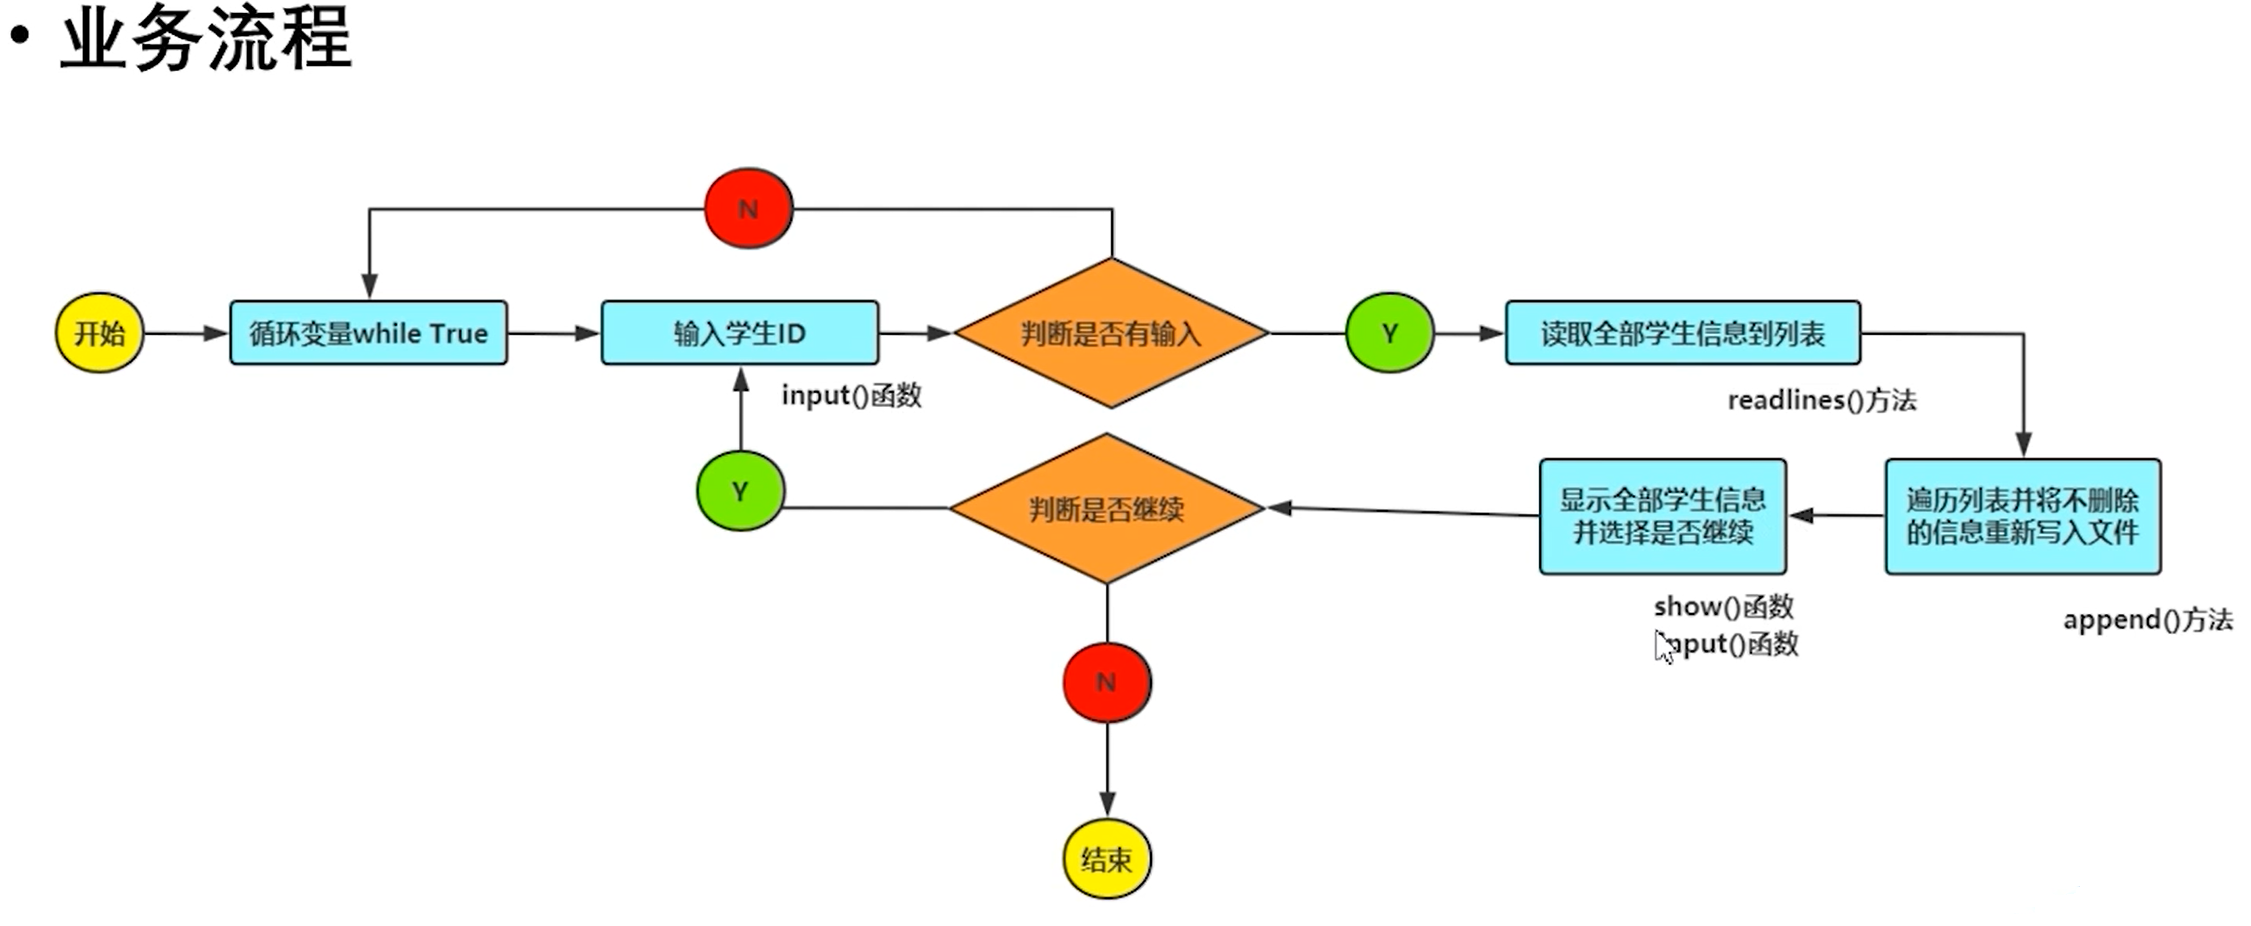 • 业务流程
N
开始
循环变量while True
输入学生ID
判断是否有输入
Y
读取全部学生信息到列表
input()函数
readlines()方法
Y
判断是否继续
显示全部学生信息
并选择是否继续
遍历列表并将不删除
的信息重新写入文件
show()函数
input()函数
append()方法
N
结束